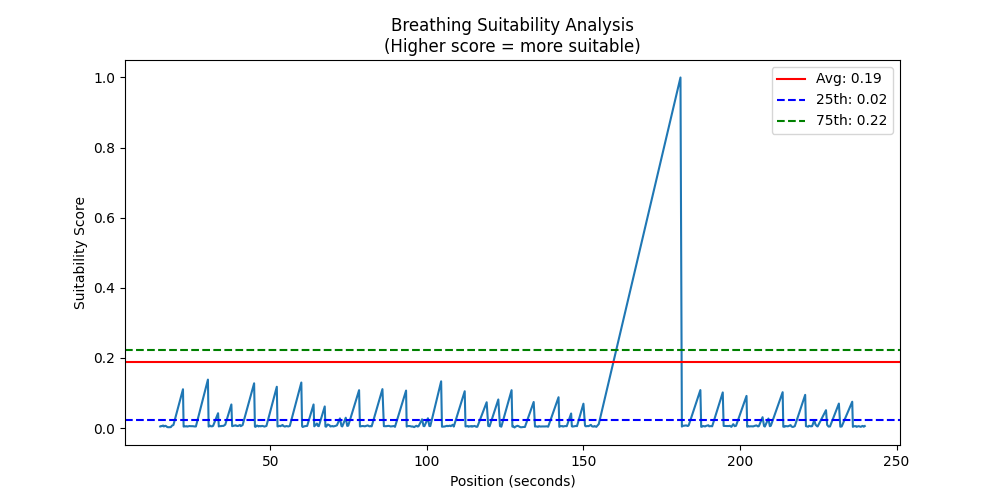 Breathing Suitability Analysis
(Higher score = more suitable)
Avg: 0.19
25th: 0.02
75th: 0.22
Suitability Score
1.0
0.8
0.6
0.4
0.2
0.0
50
100
150
200
250
Position (seconds)